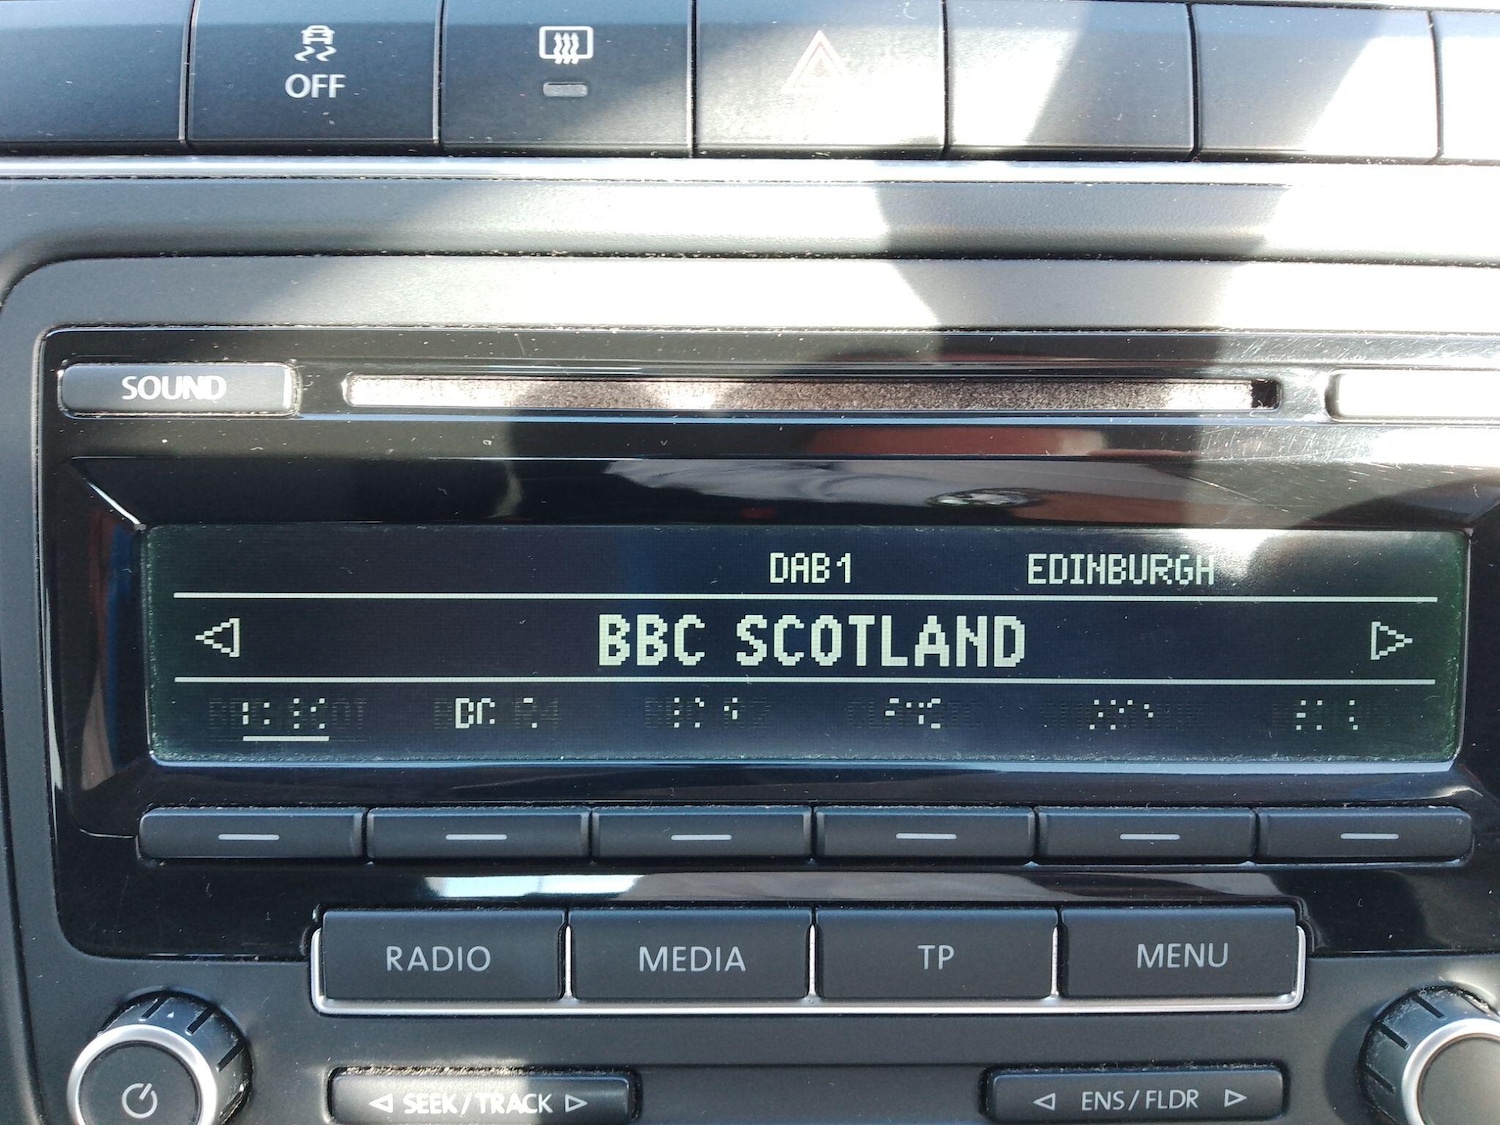 OFF
SOUND
DAB1 EDINBURGH
BBC SCOTLAND
RADIO MEDIA TP MENU
SEEK/TRACK ENS/FLDR